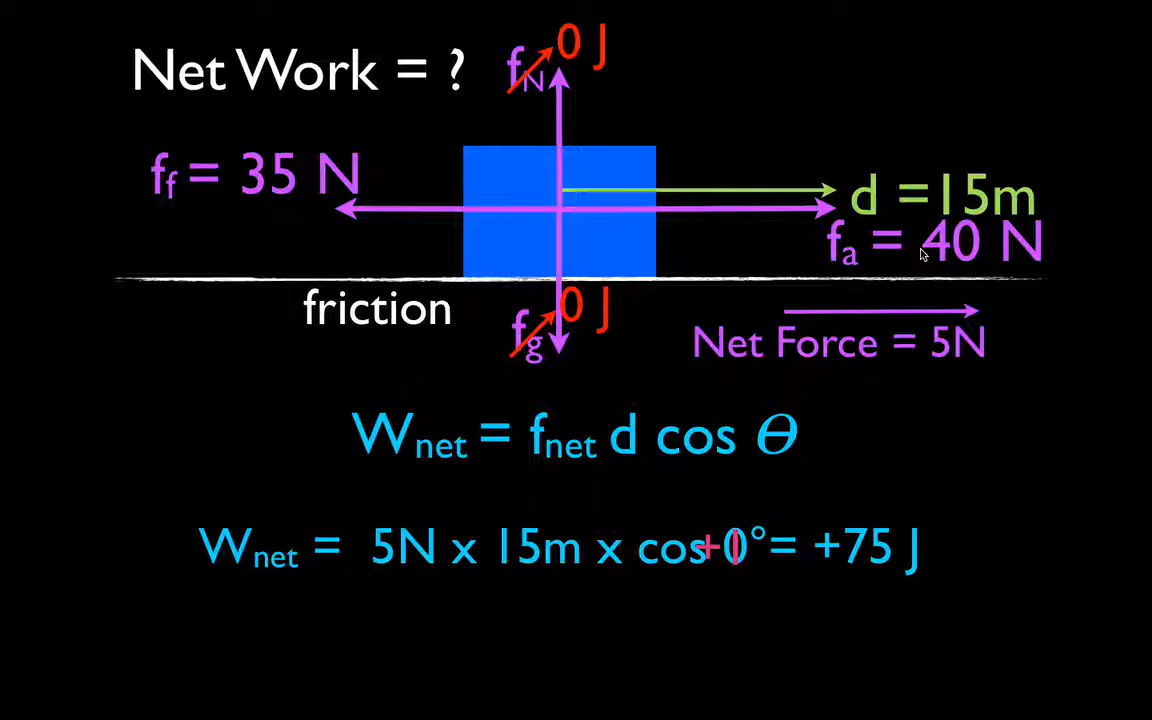 Net Work = ?
fN
0 J
ff = 35 N
d =15m
fa = 40 N
friction
fg
0 J
Net Force = 5N
Wnet = fnet d cos Θ
Wnet = 5N x 15m x cos 0° = +75 J
+1